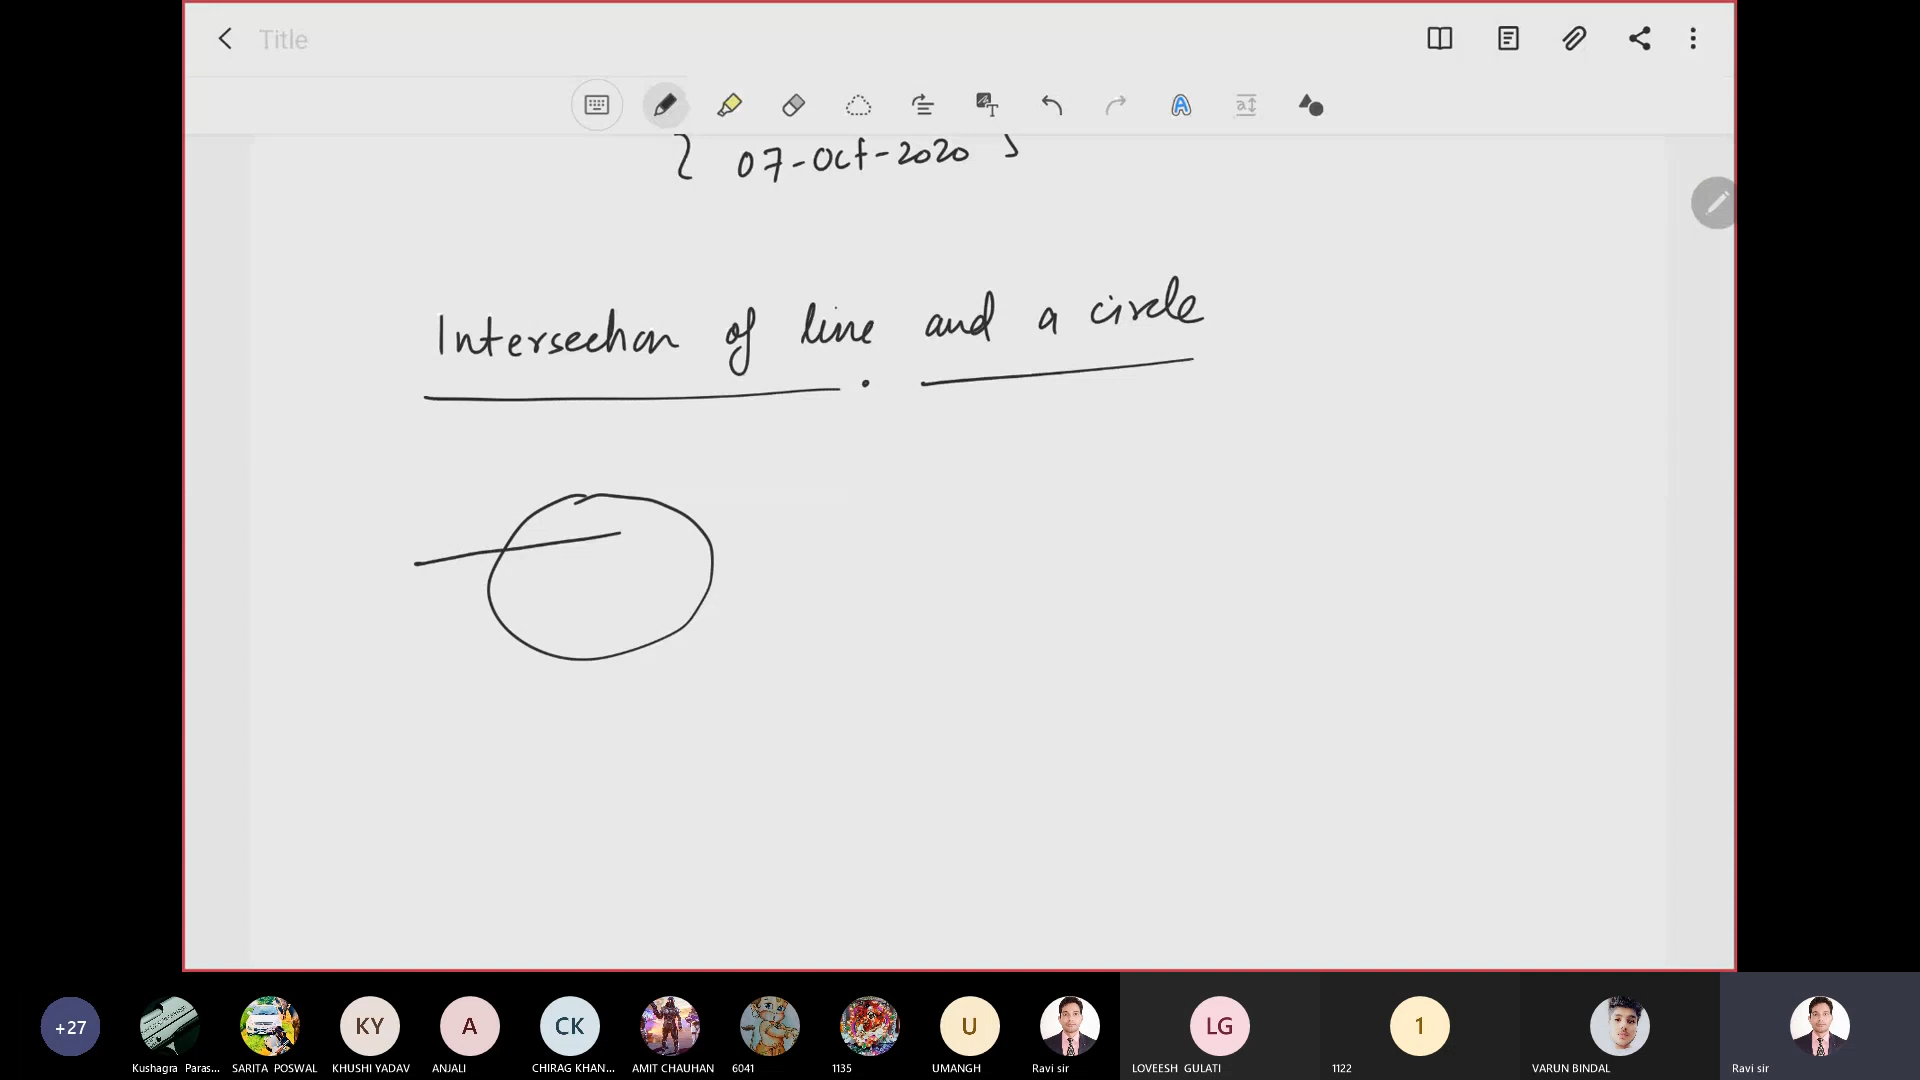 Title
07-Oct-2020
Intersection of line and a circle
+27
KY
A
CK
U
LG
1
Kushagra Paras...
SARITA POSWAL
KHUSHI YADAV
ANJALI
CHIRAG KHAN...
AMIT CHAUHAN
6041
1135
UMANGH
Ravi sir
LOVEESH GULATI
1122
VARUN BINDAL
Ravi sir